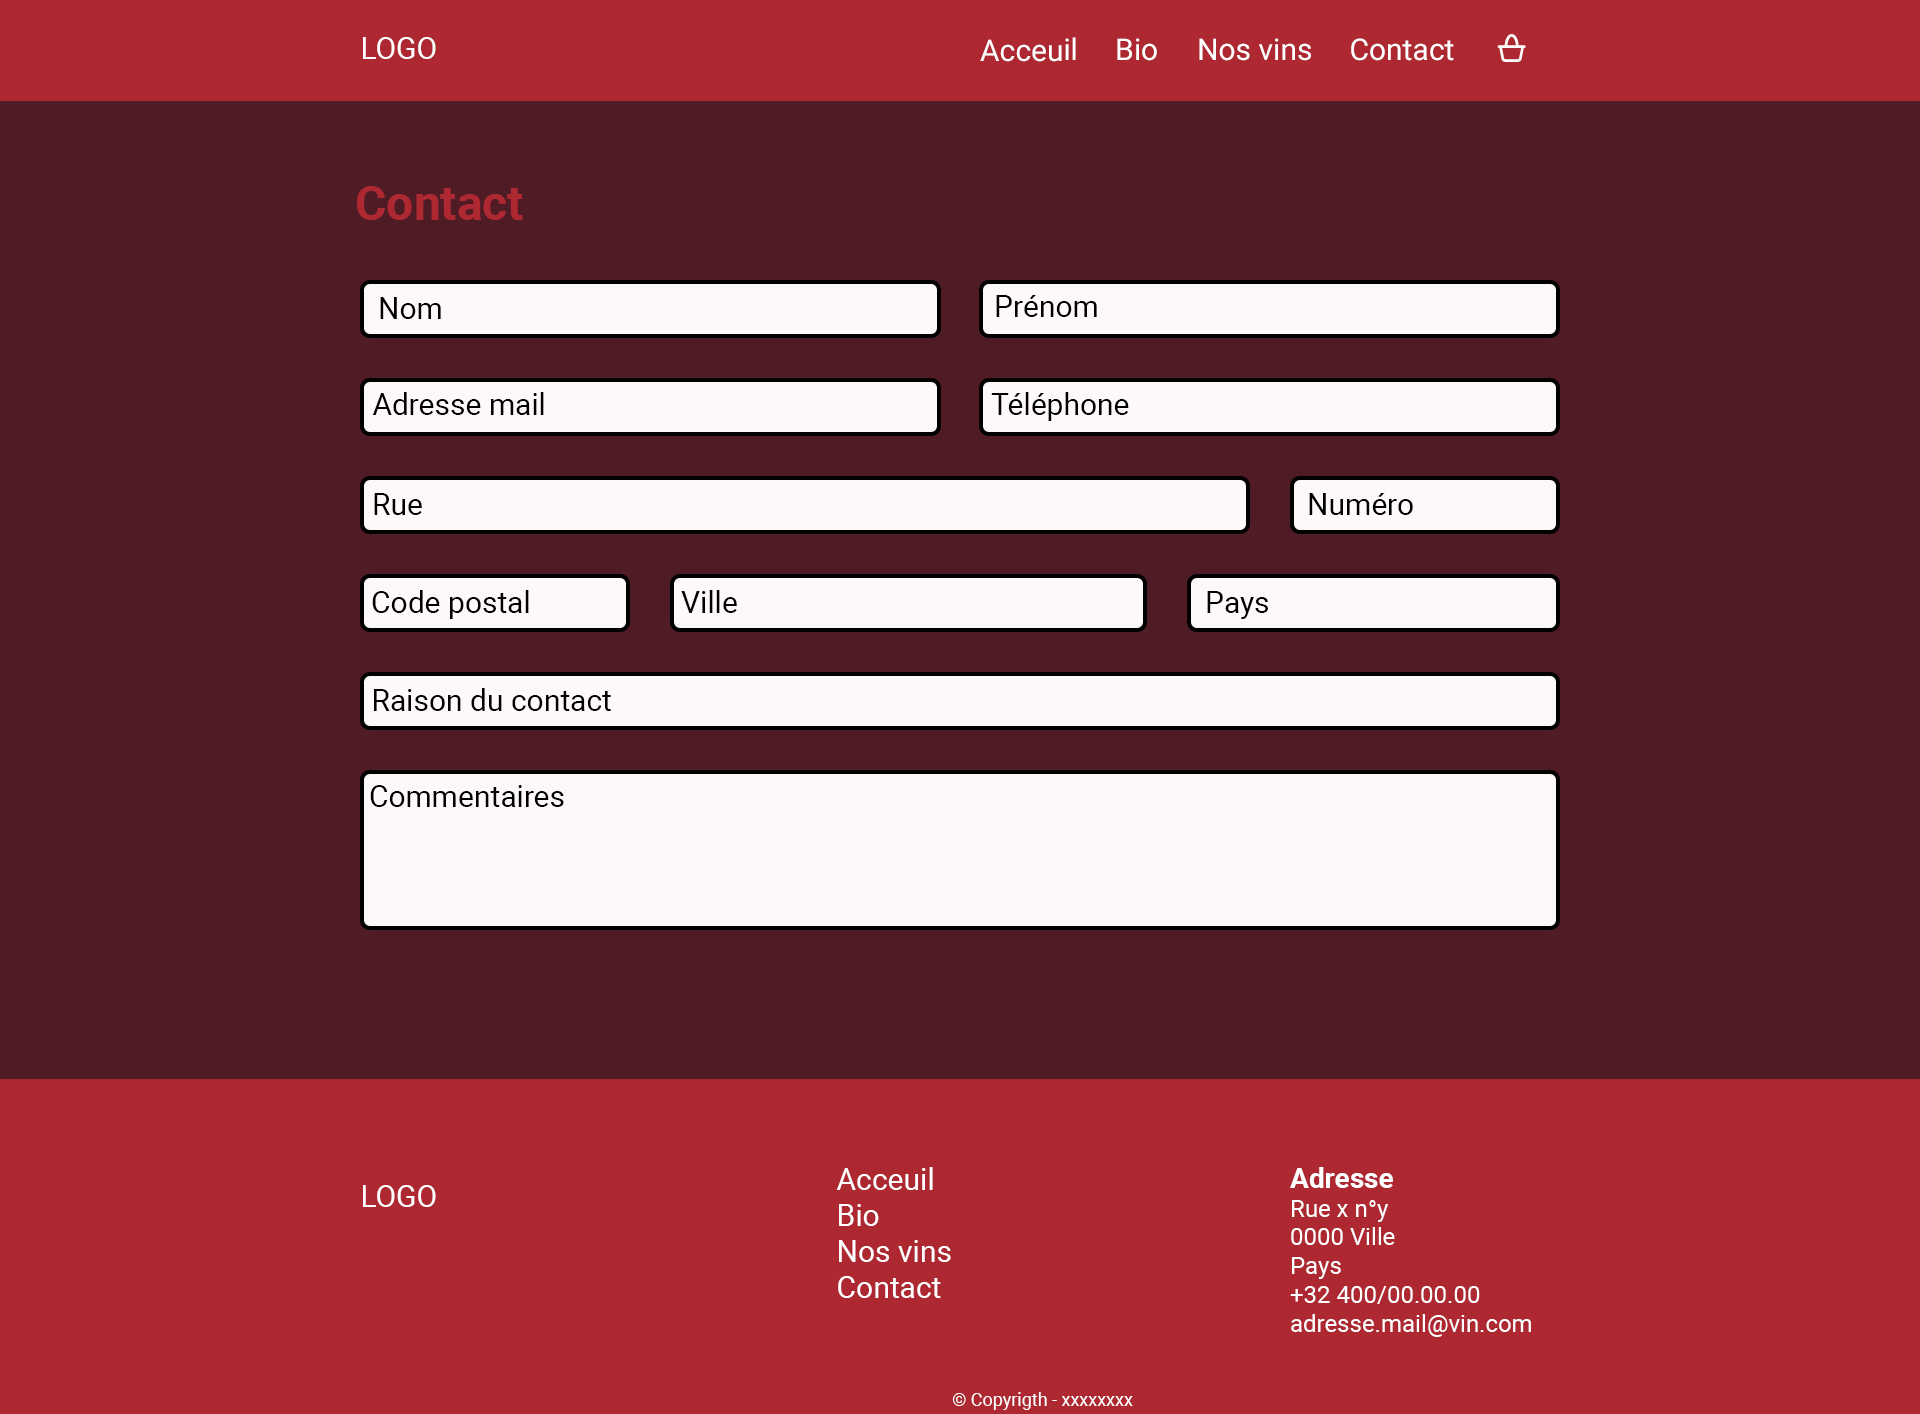 LOGO Acceuil Bio Nos vins Contact
Contact
Nom Prénom
Adresse mail Téléphone
Rue Numéro
Code postal Ville Pays
Raison du contact
Commentaires
LOGO
Acceuil
Bio
Nos vins
Contact
Adresse
Rue x n°y
0000 Ville
Pays
+32 400/00.00.00
adresse.mail@vin.com
© Copyrigth - xxxxxxxx